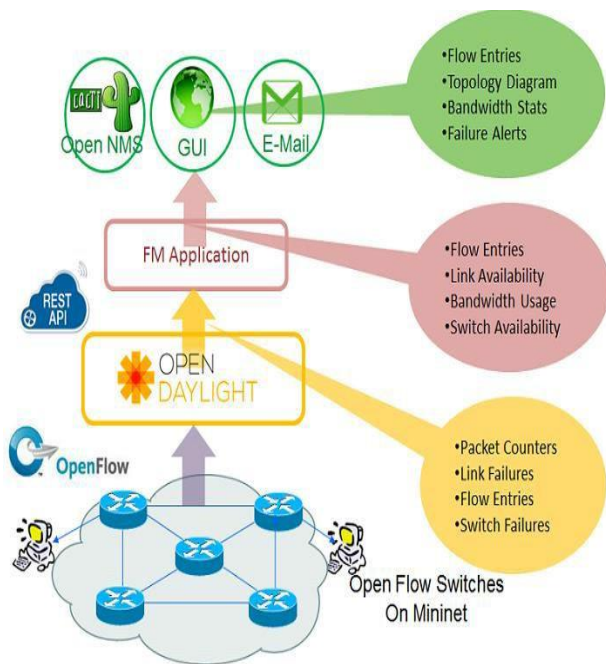 cacti
Open NMS
GUI
E-Mail
•Flow Entries
•Topology Diagram
•Bandwidth Stats
•Failure Alerts
FM Application
•Flow Entries
•Link Availability
•Bandwidth Usage
•Switch Availability
REST
API
OPEN
DAYLIGHT
•Packet Counters
•Link Failures
•Flow Entries
•Switch Failures
OpenFlow
Open Flow Switches
On Mininet